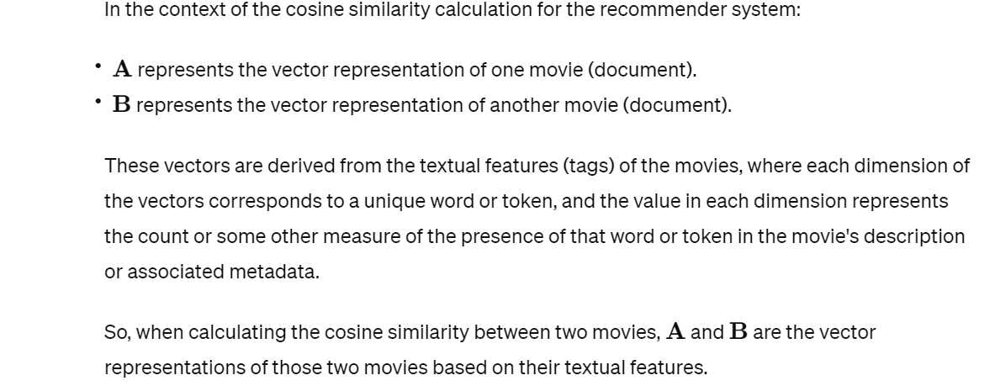 In the context of the cosine similarity calculation for the recommender system:
• A represents the vector representation of one movie (document).
• B represents the vector representation of another movie (document).
These vectors are derived from the textual features (tags) of the movies, where each dimension of
the vectors corresponds to a unique word or token, and the value in each dimension represents
the count or some other measure of the presence of that word or token in the movie's description
or associated metadata.
So, when calculating the cosine similarity between two movies, A and B are the vector
representations of those two movies based on their textual features.